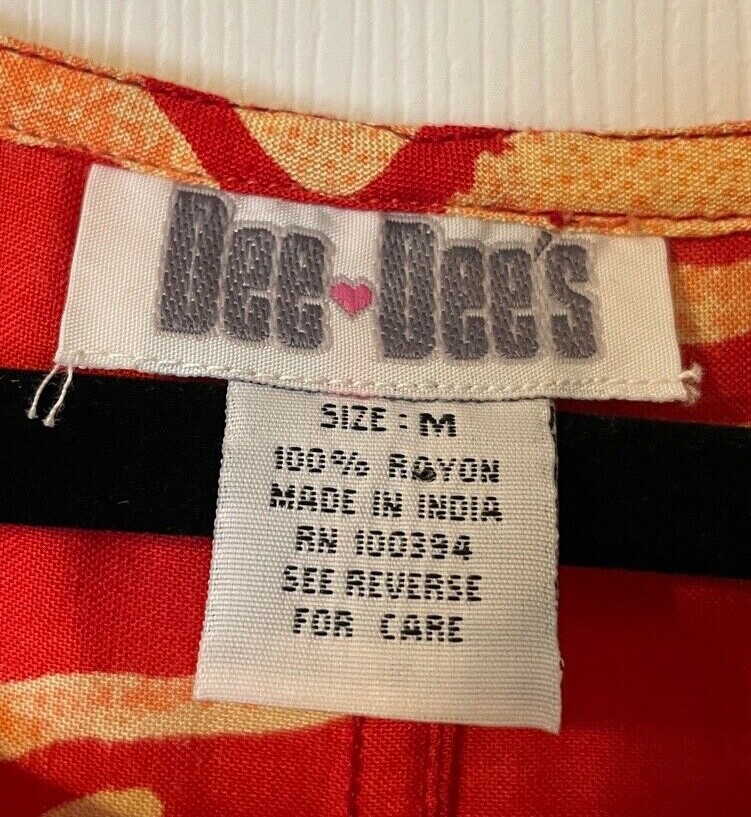 Dee Dee's
SIZE : M
100% RAYON
MADE IN INDIA
RN 100394
SEE REVERSE
FOR CARE